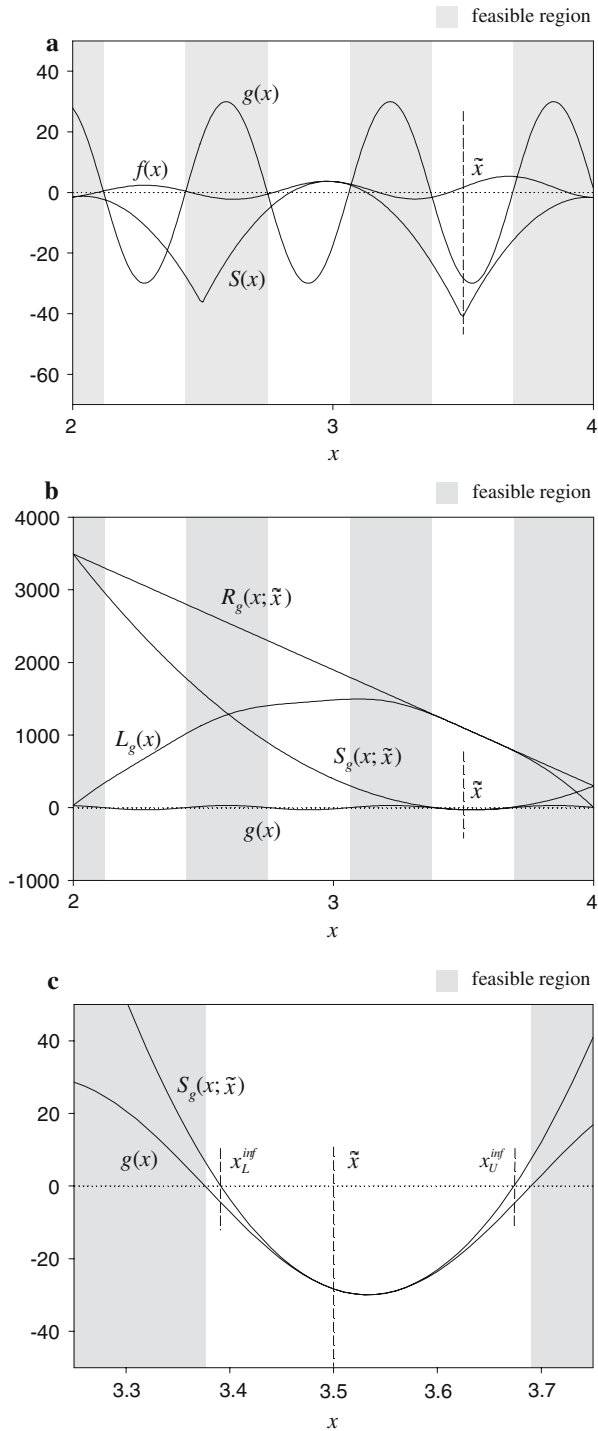 feasible region
a
40
g(x)
20
f(x)
x̃
0
-20
S(x)
-40
-60
2
3
4
x
b
feasible region
4000
3000
R_g(x; x̃)
2000
L_g(x)
1000
S_g(x; x̃)
x̃
0
g(x)
-1000
2
3
4
x
c
feasible region
40
S_g(x; x̃)
20
g(x)
x_L^{inf}
x̃
x_U^{inf}
0
-20
-40
3.3
3.4
3.5
3.6
3.7
x